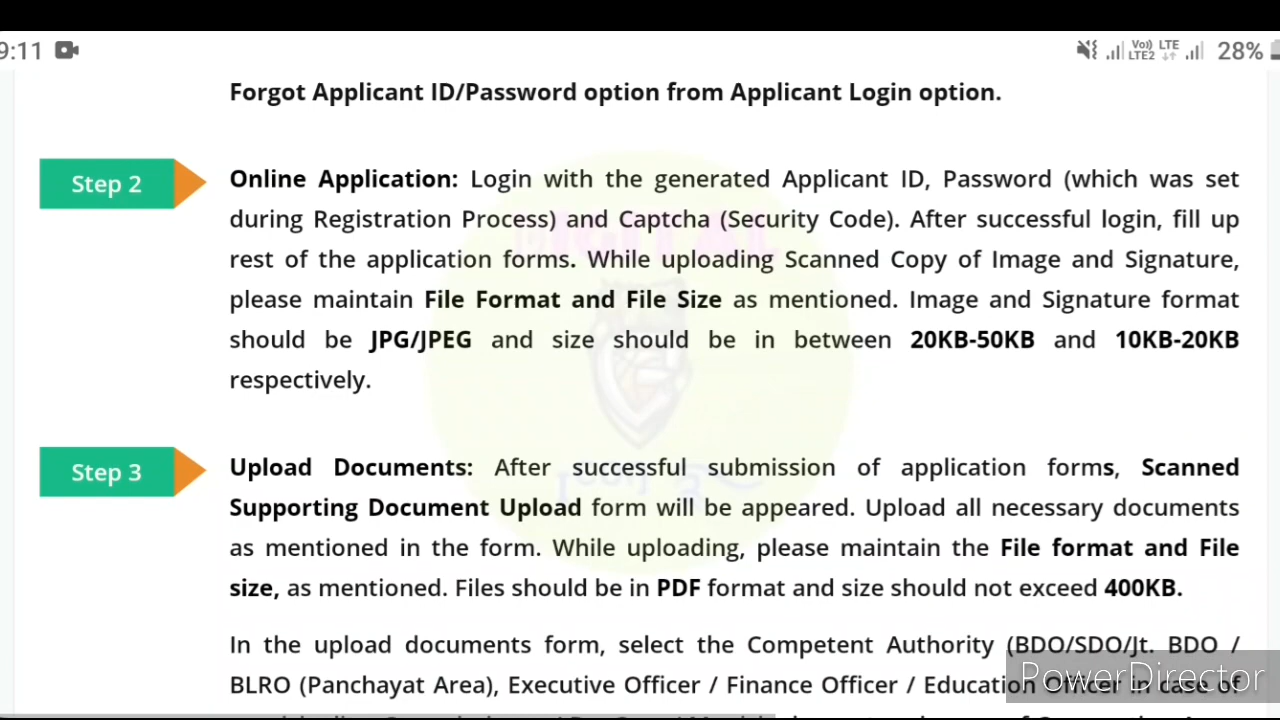 9:11 Vo)) LTE LTE2 28%
Forgot Applicant ID/Password option from Applicant Login option.
Step 2
Online Application: Login with the generated Applicant ID, Password (which was set
during Registration Process) and Captcha (Security Code). After successful login, fill up
rest of the application forms. While uploading Scanned Copy of Image and Signature,
please maintain File Format and File Size as mentioned. Image and Signature format
should be JPG/JPEG and size should be in between 20KB-50KB and 10KB-20KB
respectively.
Step 3
Upload Documents: After successful submission of application forms, Scanned
Supporting Document Upload form will be appeared. Upload all necessary documents
as mentioned in the form. While uploading, please maintain the File format and File
size, as mentioned. Files should be in PDF format and size should not exceed 400KB.
In the upload documents form, select the Competent Authority (BDO/SDO/Jt. BDO /
BLRO (Panchayat Area), Executive Officer / Finance Officer / Education Officer in case of
PowerDirector